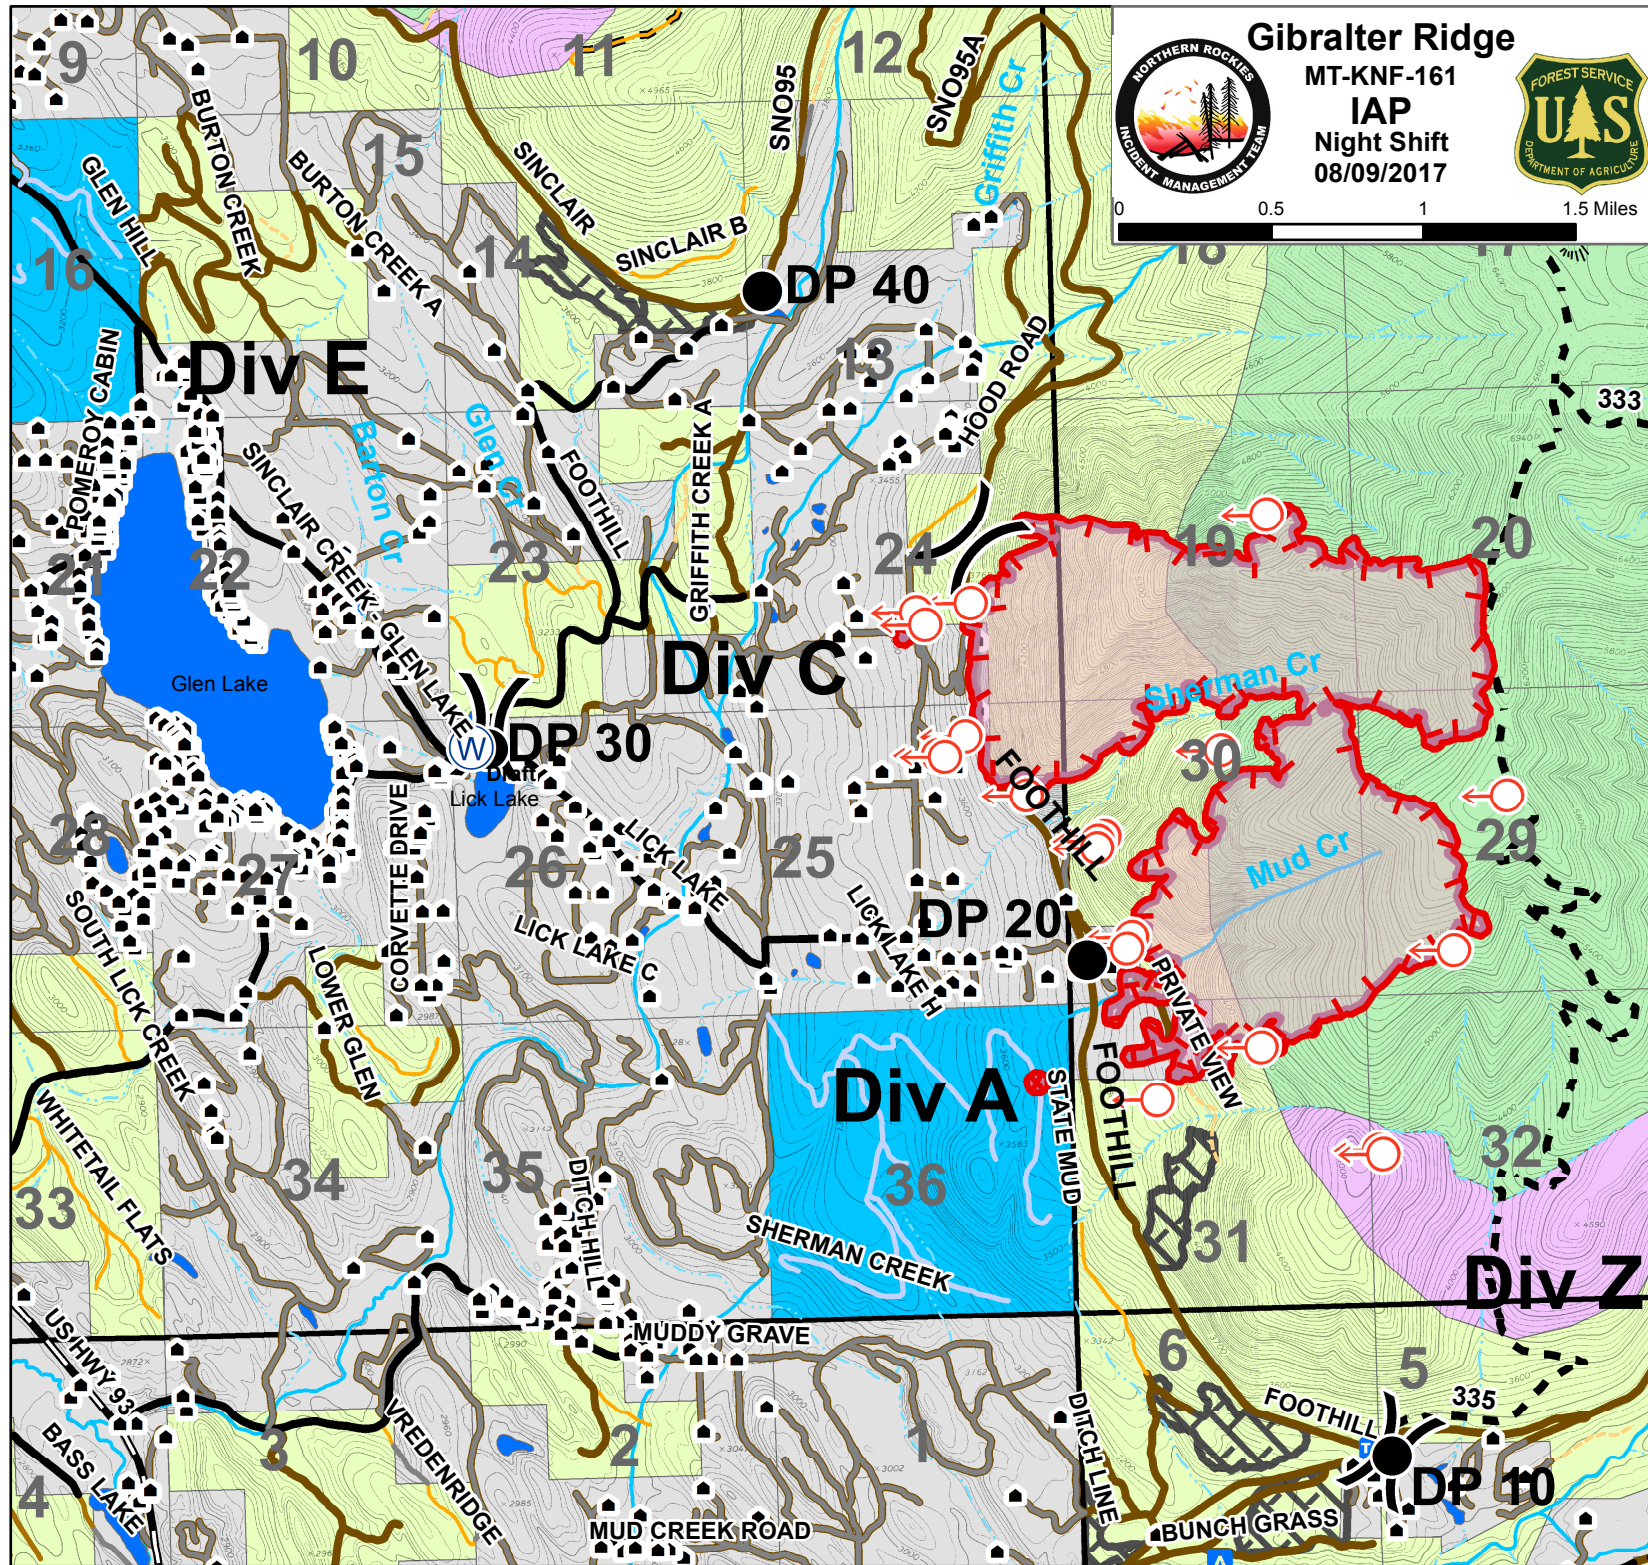 Gibralter Ridge
MT-KNF-161
IAP
Night Shift
08/09/2017
NORTHERN ROCKIES
INCIDENT MANAGEMENT TEAM
FOREST SERVICE
U S
DEPARTMENT OF AGRICULTURE
0 0.5 1 1.5 Miles
9
10
11
12
SNO95
SNO95A
Griffith Cr
BURTON CREEK
15
GLEN HILL
BURTON CREEK A
SINCLAIR
14
SINCLAIR B
16
18
17
DP 40
Div E
POMEROY CABIN
13
HOOD ROAD
333
Glen Cr
Barton Cr
SINCLAIR CREEK - GLEN LAKE
FOOTHILL
GRIFFITH CREEK A
21
22
23
24
19
20
Div C
Glen Lake
Sherman Cr
W
DP 30
Draft
Lick Lake
FOOTHILL
30
29
28
27
CORVETTE DRIVE
26
LICK LAKE
25
Mud Cr
SOUTH LICK CREEK
LOWER GLEN
LICK LAKE C
LICK LAKE H
DP 20
PRIVATE VIEW
Div A
STATE MUD
FOOTHILL
WHITETAIL FLATS
33
34
35
DITCH HILL
36
32
31
SHERMAN CREEK
Div Z
US HWY 93
MUDDY GRAVE
6
5
BASS LAKE
VREDENRIDGE
DITCH LINE
FOOTHILL
335
4
3
2
1
T
DP 10
MUD CREEK ROAD
BUNCH GRASS
A